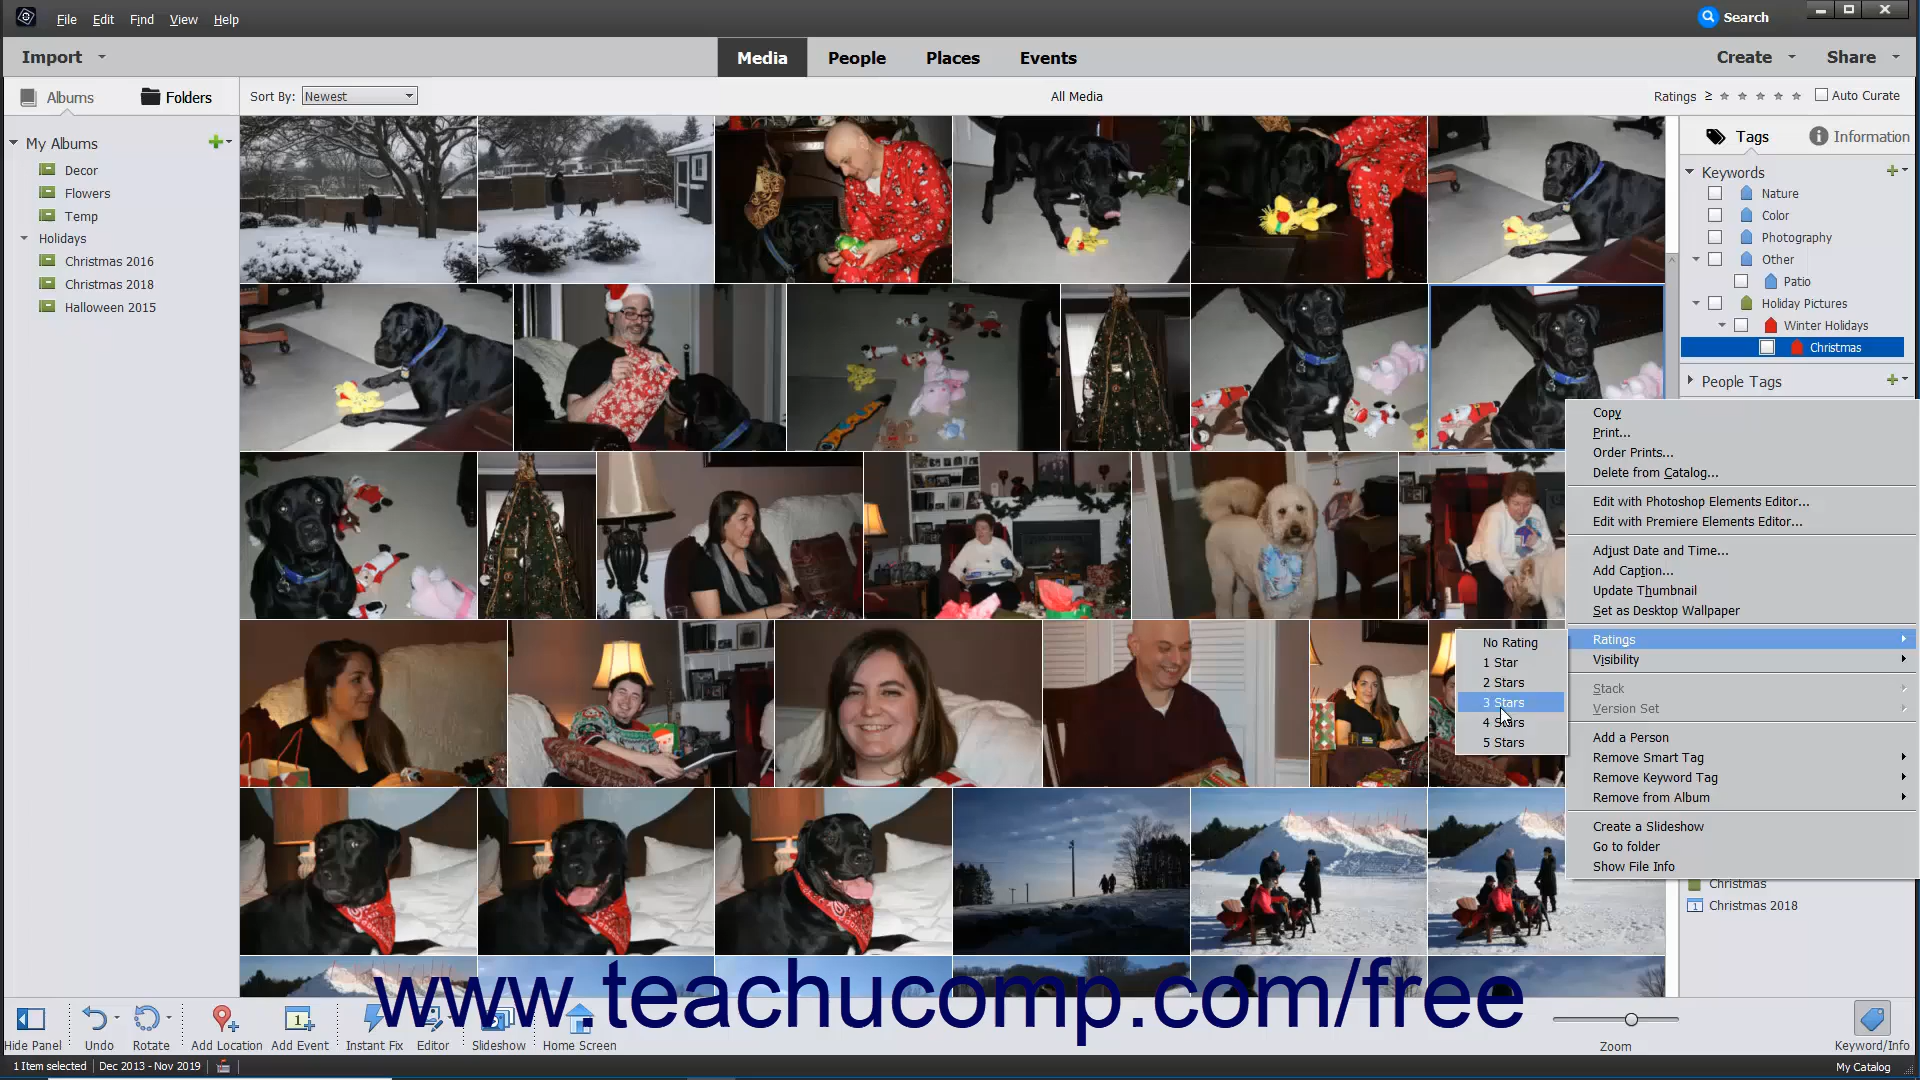 File Edit Find View Help
Search
Import
Media People Places Events
Create Share
Albums Folders
Sort By: Newest
All Media
Ratings ≥ ★ ★ ★ ★ ★ Auto Curate
My Albums
Decor
Flowers
Temp
Holidays
Christmas 2016
Christmas 2018
Halloween 2015
Tags Information
Keywords
Nature
Color
Photography
Other
Patio
Holiday Pictures
Winter Holidays
Christmas
People Tags
Copy
Print...
Order Prints...
Delete from Catalog...
Edit with Photoshop Elements Editor...
Edit with Premiere Elements Editor...
Adjust Date and Time...
Add Caption...
Update Thumbnail
Set as Desktop Wallpaper
Ratings
Visibility
Stack
Version Set
Add a Person
Remove Smart Tag
Remove Keyword Tag
Remove from Album
Create a Slideshow
Go to folder
Show File Info
No Rating
1 Star
2 Stars
3 Stars
4 Stars
5 Stars
Christmas
Christmas 2018
www.teachucomp.com/free
Hide Panel Undo Rotate Add Location Add Event Instant Fix Editor Slideshow Home Screen
Zoom
Keyword/Info
1 Item selected Dec 2013 - Nov 2019
My Catalog